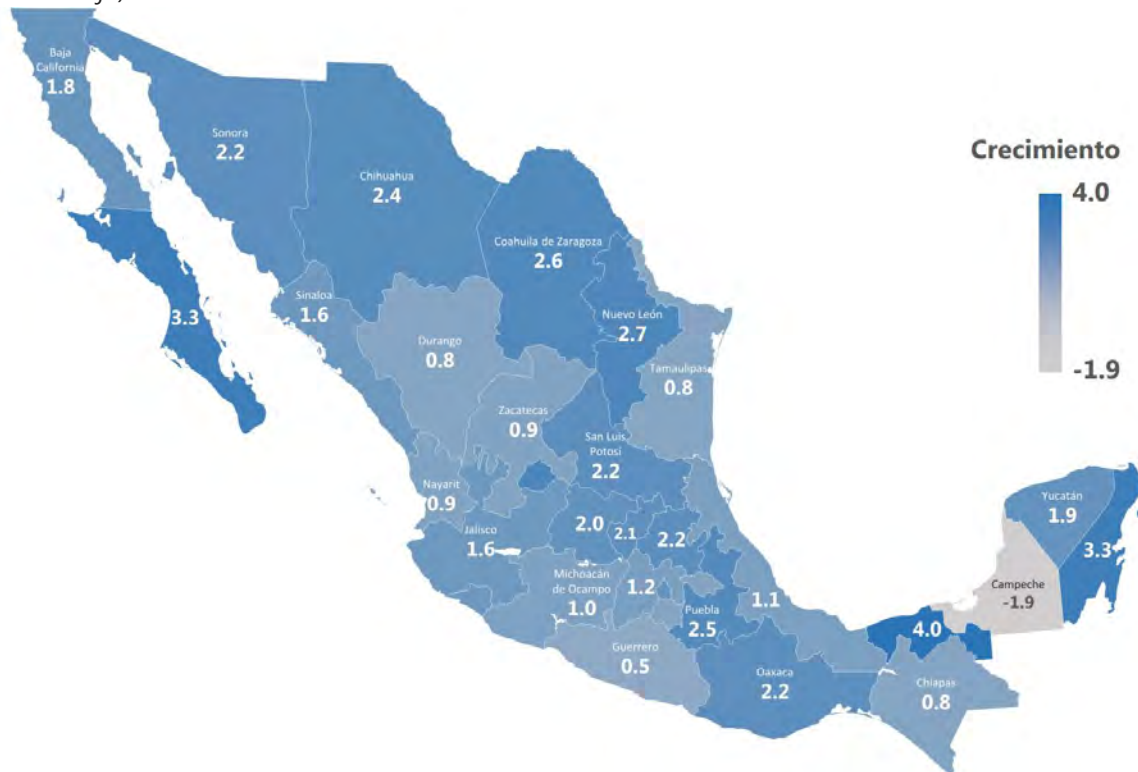 Baja
California
1.8
Sonora
2.2
Chihuahua
2.4
Coahuila de Zaragoza
2.6
Nuevo León
2.7
Sinaloa
1.6
3.3
Durango
0.8
Tamaulipas
0.8
Zacatecas
0.9
San Luis
Potosí
2.2
Nayarit
0.9
Jalisco
1.6
2.0
2.1
2.2
Michoacán
de Ocampo
1.0
1.2
Puebla
2.5
1.1
Guerrero
0.5
Oaxaca
2.2
4.0
Chiapas
0.8
Campeche
-1.9
Yucatán
1.9
3.3
Crecimiento
4.0
-1.9